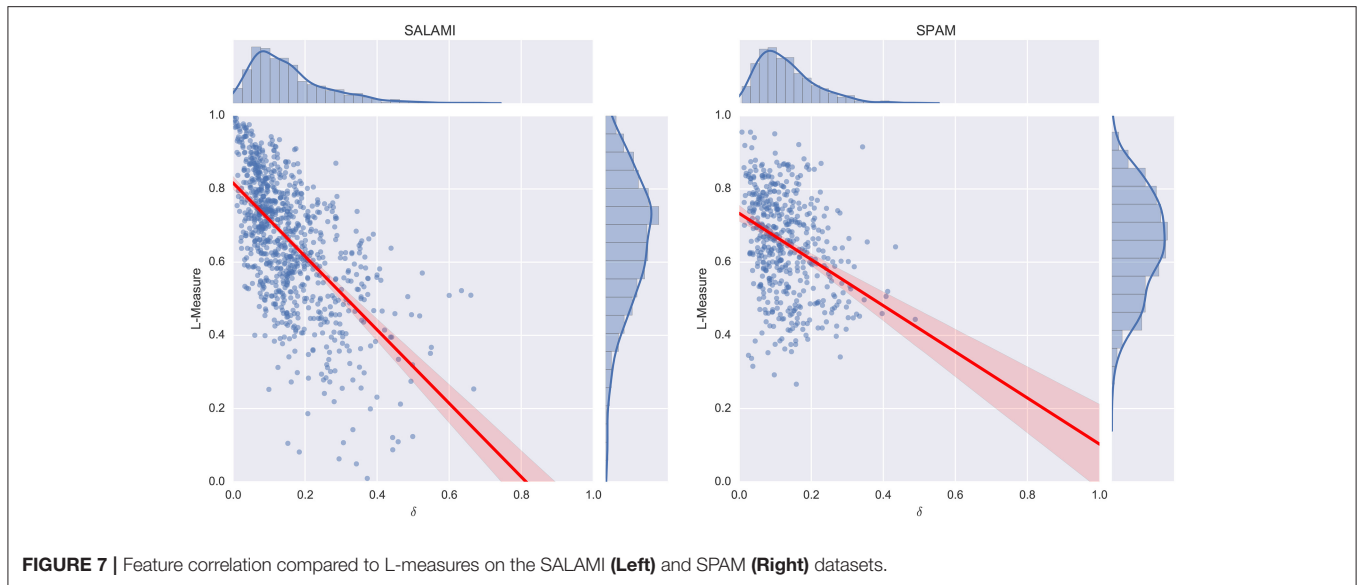 SALAMI
SPAM
1.0
0.8
0.6
0.4
0.2
0.0
L-Measure
0.0 0.2 0.4 0.6 0.8 1.0
δ
1.0
0.8
0.6
0.4
0.2
0.0
L-Measure
0.0 0.2 0.4 0.6 0.8 1.0
δ
FIGURE 7 | Feature correlation compared to L-measures on the SALAMI (Left) and SPAM (Right) datasets.